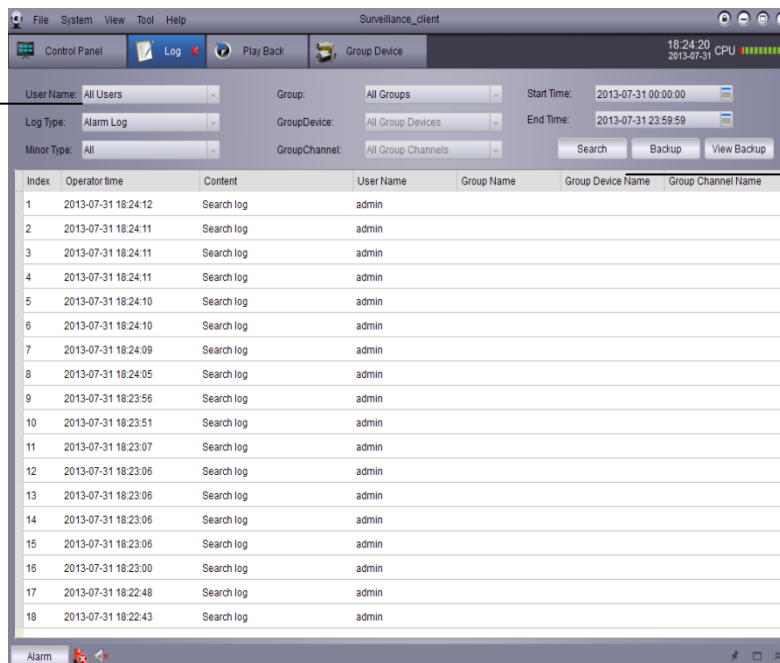 File System View Tool Help Surveillance_client
Control Panel Log Play Back Group Device 18:24:20 2013-07-31 CPU
User Name: All Users Group: All Groups Start Time: 2013-07-31 00:00:00
Log Type: Alarm Log GroupDevice: All Group Devices End Time: 2013-07-31 23:59:59
Minor Type: All GroupChannel: All Group Channels Search Backup View Backup
Index Operator time Content User Name Group Name Group Device Name Group Channel Name
1 2013-07-31 18:24:12 Search log admin
2 2013-07-31 18:24:11 Search log admin
3 2013-07-31 18:24:11 Search log admin
4 2013-07-31 18:24:11 Search log admin
5 2013-07-31 18:24:10 Search log admin
6 2013-07-31 18:24:10 Search log admin
7 2013-07-31 18:24:09 Search log admin
8 2013-07-31 18:24:05 Search log admin
9 2013-07-31 18:23:56 Search log admin
10 2013-07-31 18:23:51 Search log admin
11 2013-07-31 18:23:07 Search log admin
12 2013-07-31 18:23:06 Search log admin
13 2013-07-31 18:23:06 Search log admin
14 2013-07-31 18:23:06 Search log admin
15 2013-07-31 18:23:06 Search log admin
16 2013-07-31 18:23:00 Search log admin
17 2013-07-31 18:22:48 Search log admin
18 2013-07-31 18:22:43 Search log admin
Alarm